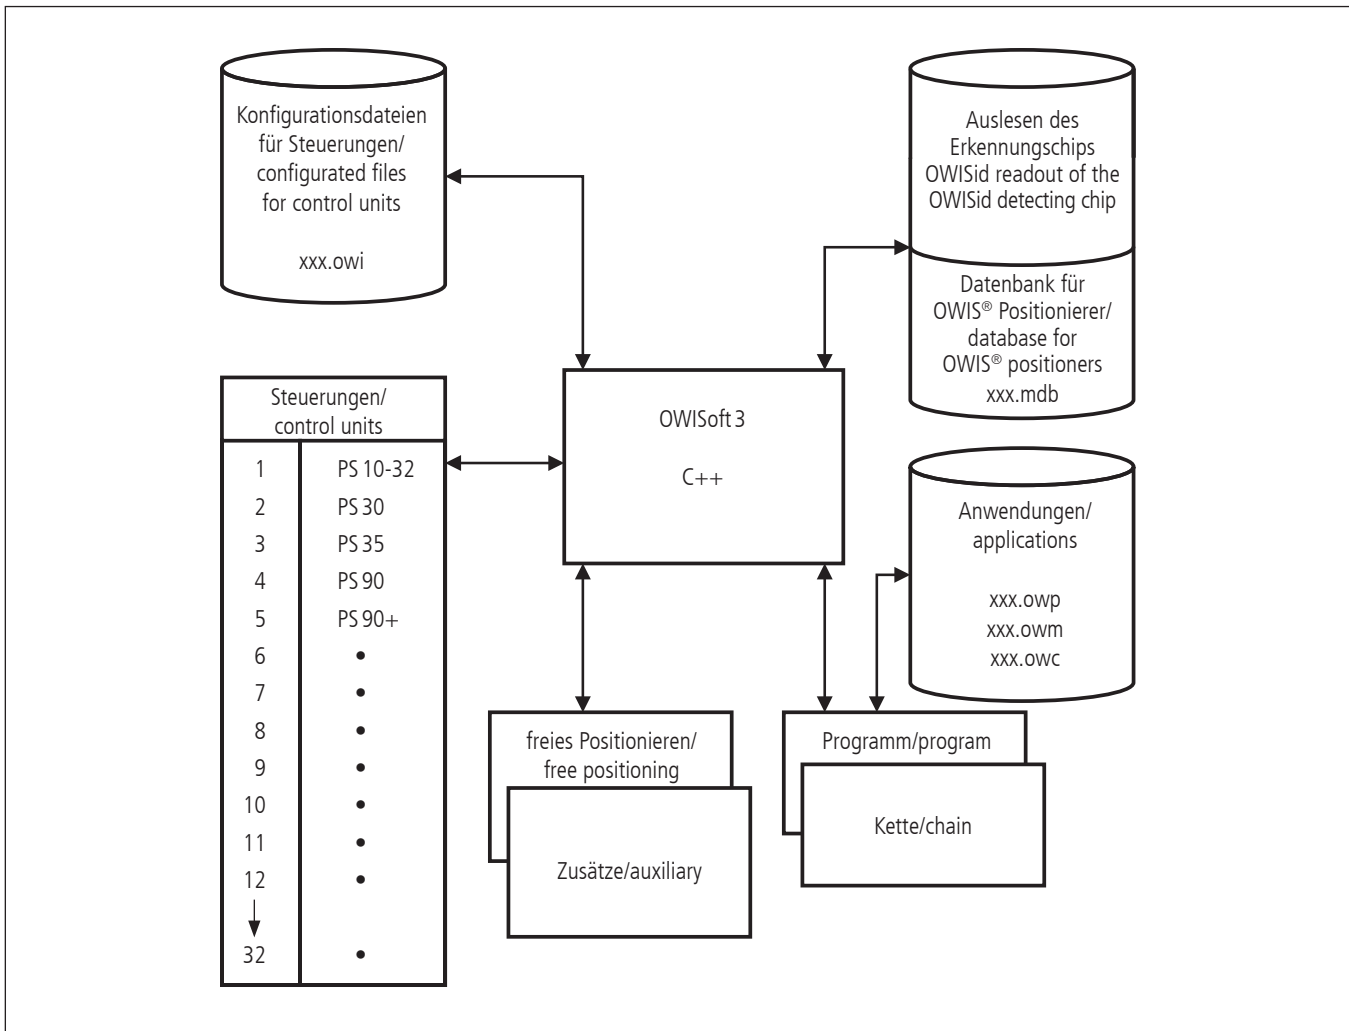 Konfigurationsdateien
für Steuerungen/
configurated files
for control units
xxx.owi
Auslesen des
Erkennungschips
OWISid readout of the
OWISid detecting chip
Datenbank für
OWIS® Positionierer/
database for
OWIS® positioners
xxx.mdb
Steuerungen/
control units
1 PS 10-32
2 PS 30
3 PS 35
4 PS 90
5 PS 90+
6 •
7 •
8 •
9 •
10 •
11 •
12 •
32 •
OWISoft 3
C++
Anwendungen/
applications
xxx.owp
xxx.owm
xxx.owc
freies Positionieren/
free positioning
Zusätze/auxiliary
Programm/program
Kette/chain